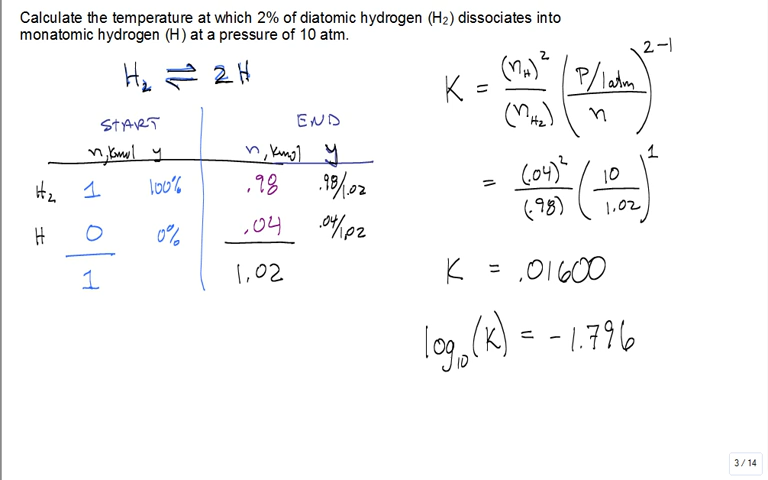 Calculate the temperature at which 2% of diatomic hydrogen (H₂) dissociates into
monatomic hydrogen (H) at a pressure of 10 atm.
H₂ ⇌ 2H
START
n,kmol y
H₂ 1 100%
H 0 0%
1
END
n,kmol y
.98 .98/1.02
.04 .04/1.02
1.02
K = (n_H)²/(n_H₂) (P/1atm/n)²⁻¹
= (.04)²/(.98) (10/1.02)¹
K = .01600
log₁₀(K) = -1.796
3 / 14